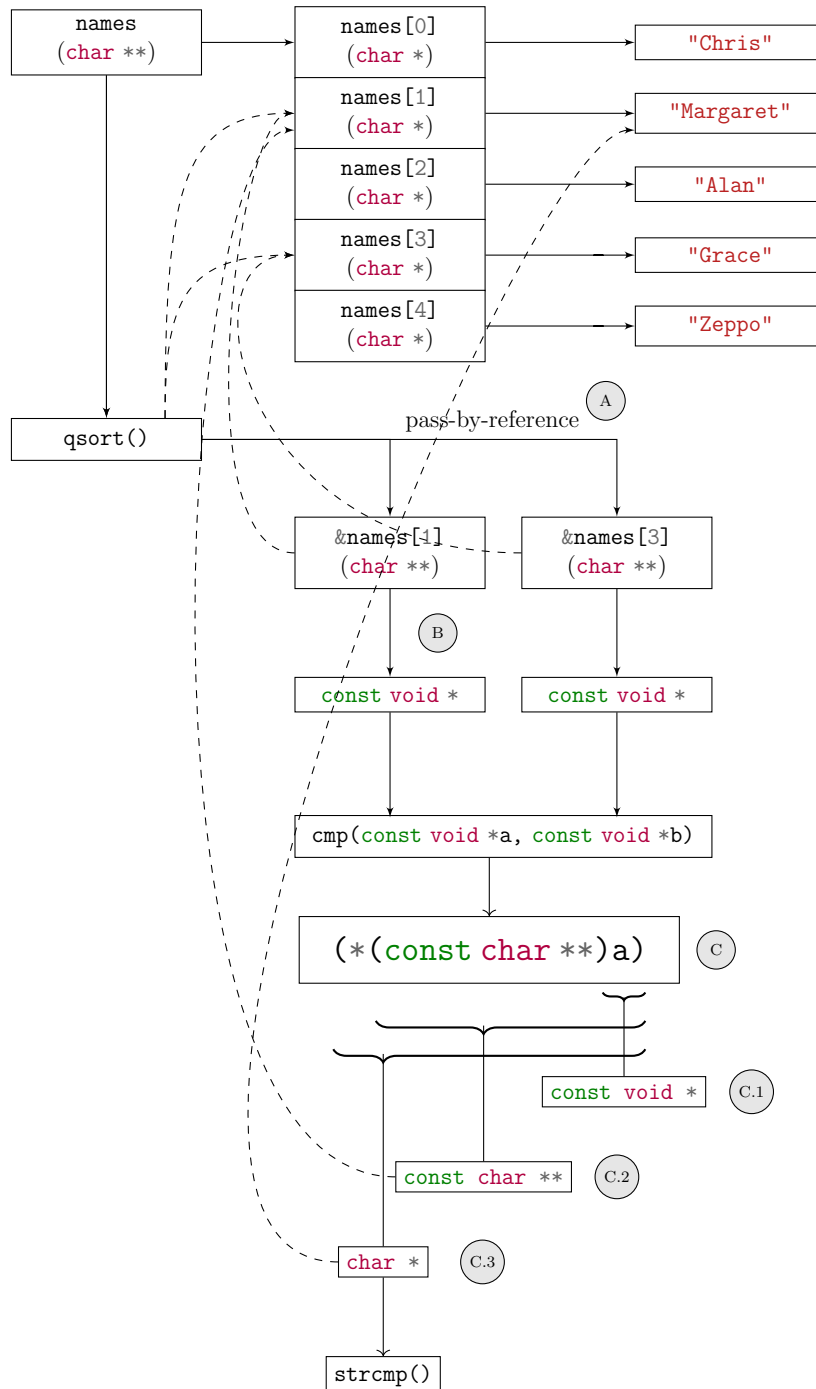 names
(char **)
names[0]
(char *)
"Chris"
names[1]
(char *)
"Margaret"
names[2]
(char *)
"Alan"
names[3]
(char *)
"Grace"
names[4]
(char *)
"Zeppo"
A
pass-by-reference
qsort()
&names[1]
(char **)
&names[3]
(char **)
B
const void *
const void *
cmp(const void *a, const void *b)
(*(const char **)a)
C
const void *
C.1
const char **
C.2
char *
C.3
strcmp()